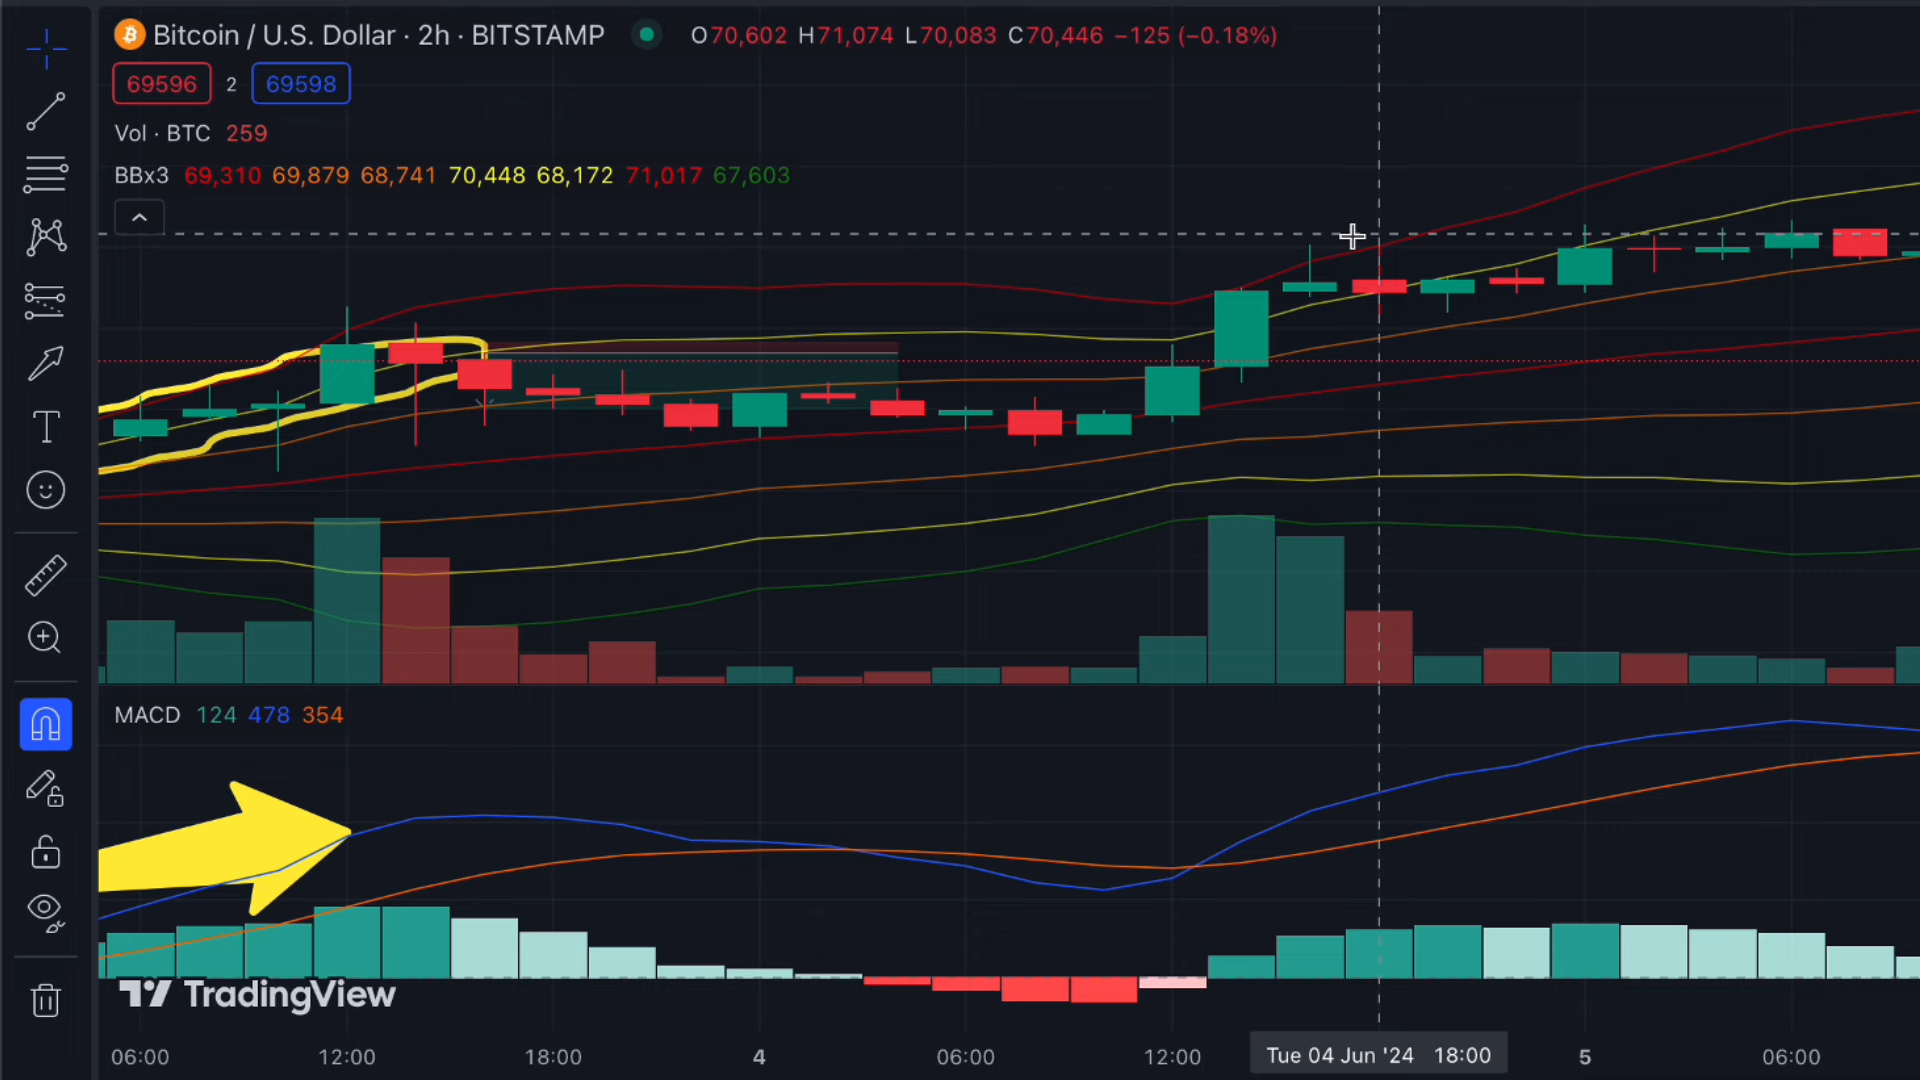 Bitcoin / U.S. Dollar · 2h · BITSTAMP O70,602 H71,074 L70,083 C70,446 −125 (−0.18%)
69596 2 69598
Vol · BTC 259
BBx3 69,310 69,879 68,741 70,448 68,172 71,017 67,603
MACD 124 478 354
TradingView
06:00 12:00 18:00 4 06:00 12:00 Tue 04 Jun '24 18:00 5 06:00